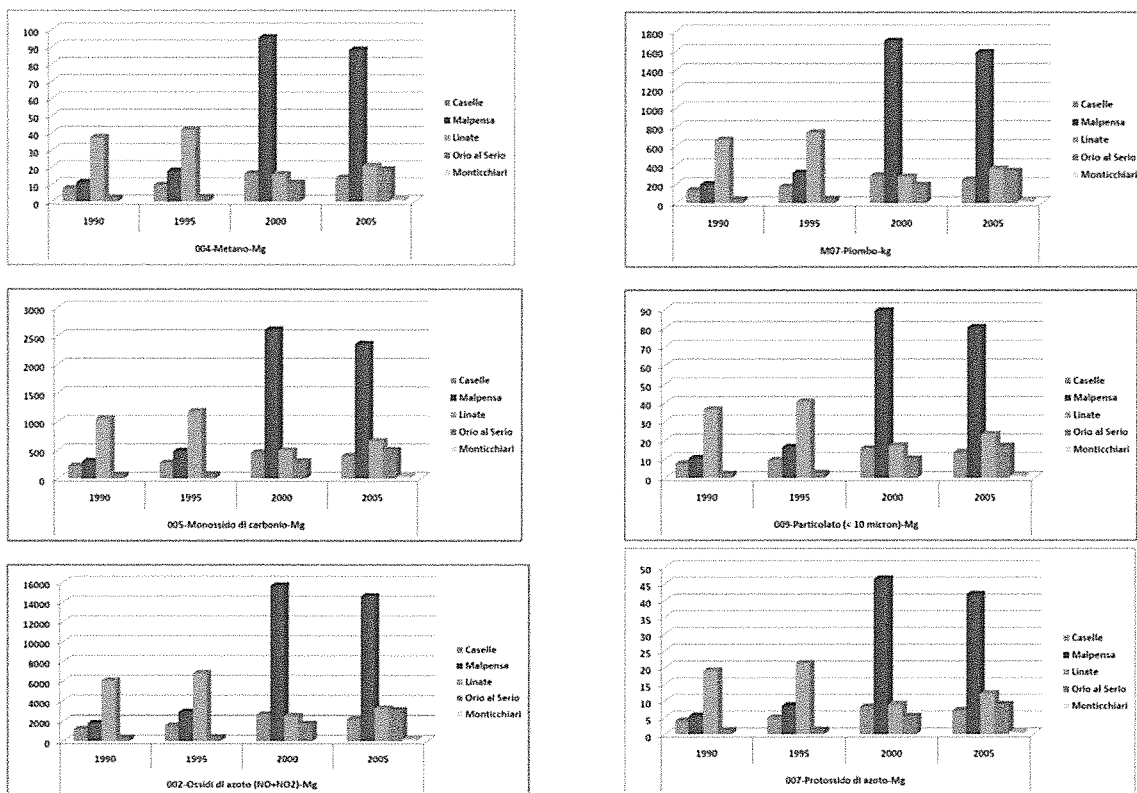 100
90
80
70
60
50
40
30
20
10
0
1990 1995 2000 2005
004-Metano-Mg
Caselle
Malpensa
Linate
Orio al Serio
Monticchiari
1800
1600
1400
1200
1000
800
600
400
200
0
1990 1995 2000 2005
M07-Piombo-kg
Caselle
Malpensa
Linate
Orio al Serio
Monticchiari
3000
2500
2000
1500
1000
500
0
1990 1995 2000 2005
005-Monossido di carbonio-Mg
Caselle
Malpensa
Linate
Orio al Serio
Monticchiari
90
80
70
60
50
40
30
20
10
0
1990 1995 2000 2005
009-Particolato (< 10 micron)-Mg
Caselle
Malpensa
Linate
Orio al Serio
Monticchiari
16000
14000
12000
10000
8000
6000
4000
2000
0
1990 1995 2000 2005
002-Ossidi di azoto (NO+NO2)-Mg
Caselle
Malpensa
Linate
Orio al Serio
Monticchiari
50
45
40
35
30
25
20
15
10
5
0
1990 1995 2000 2005
007-Protossido di azoto-Mg
Caselle
Malpensa
Linate
Orio al Serio
Monticchiari